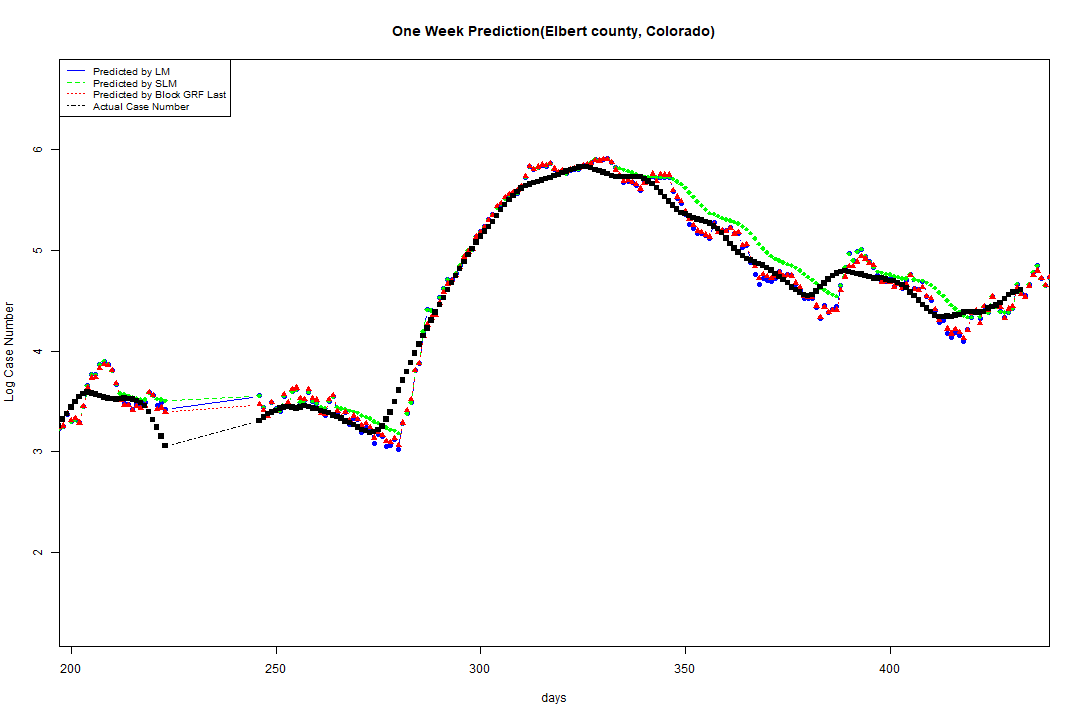 One Week Prediction(Elbert county, Colorado)
Predicted by LM
Predicted by SLM
Predicted by Block GRF Last
Actual Case Number
Log Case Number
6
5
4
3
2
200 250 300 350 400
days